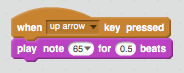 when up arrow key pressed
play note 65 for 0.5 beats